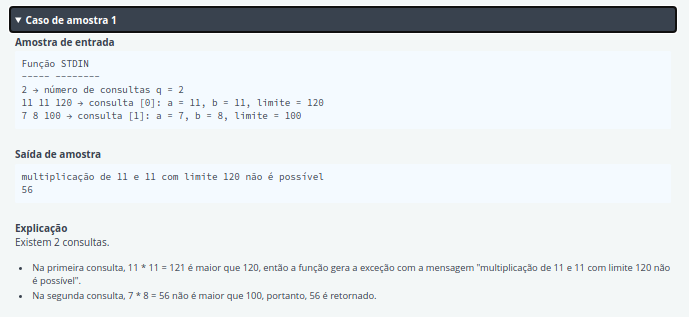 ▼ Caso de amostra 1
Amostra de entrada
Função STDIN
----- --------
2 → número de consultas q = 2
11 11 120 → consulta [0]: a = 11, b = 11, limite = 120
7 8 100 → consulta [1]: a = 7, b = 8, limite = 100
Saída de amostra
multiplicação de 11 e 11 com limite 120 não é possível
56
Explicação
Existem 2 consultas.
• Na primeira consulta, 11 * 11 = 121 é maior que 120, então a função gera a exceção com a mensagem "multiplicação de 11 e 11 com limite 120 não
é possível".
• Na segunda consulta, 7 * 8 = 56 não é maior que 100, portanto, 56 é retornado.